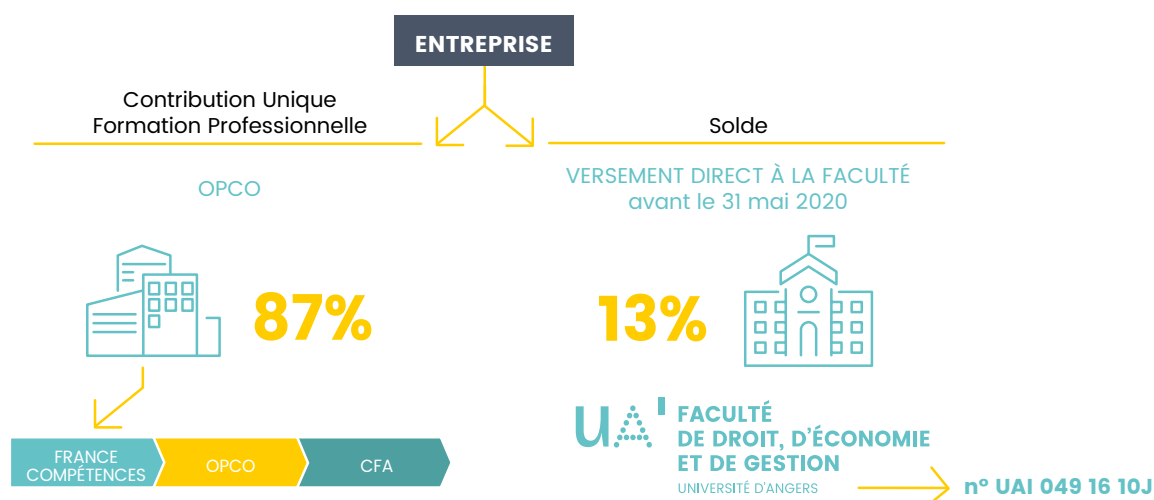 ENTREPRISE
Contribution Unique
Formation Professionnelle
OPCO
87%
FRANCE
COMPÉTENCES
OPCO
CFA
Solde
VERSEMENT DIRECT À LA FACULTÉ
avant le 31 mai 2020
13%
UA'
FACULTÉ
DE DROIT, D'ÉCONOMIE
ET DE GESTION
UNIVERSITÉ D'ANGERS
n° UAI 049 16 10J